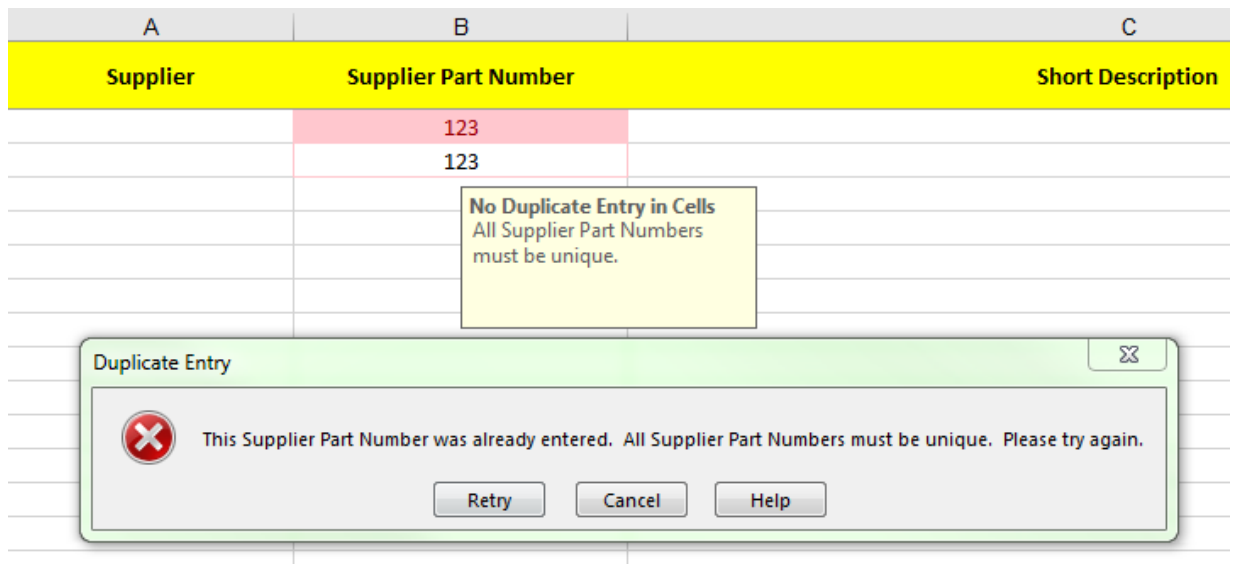 A B C
Supplier Supplier Part Number Short Description
123
123
No Duplicate Entry in Cells
All Supplier Part Numbers
must be unique.
Duplicate Entry
This Supplier Part Number was already entered.  All Supplier Part Numbers must be unique.  Please try again.
Retry Cancel Help